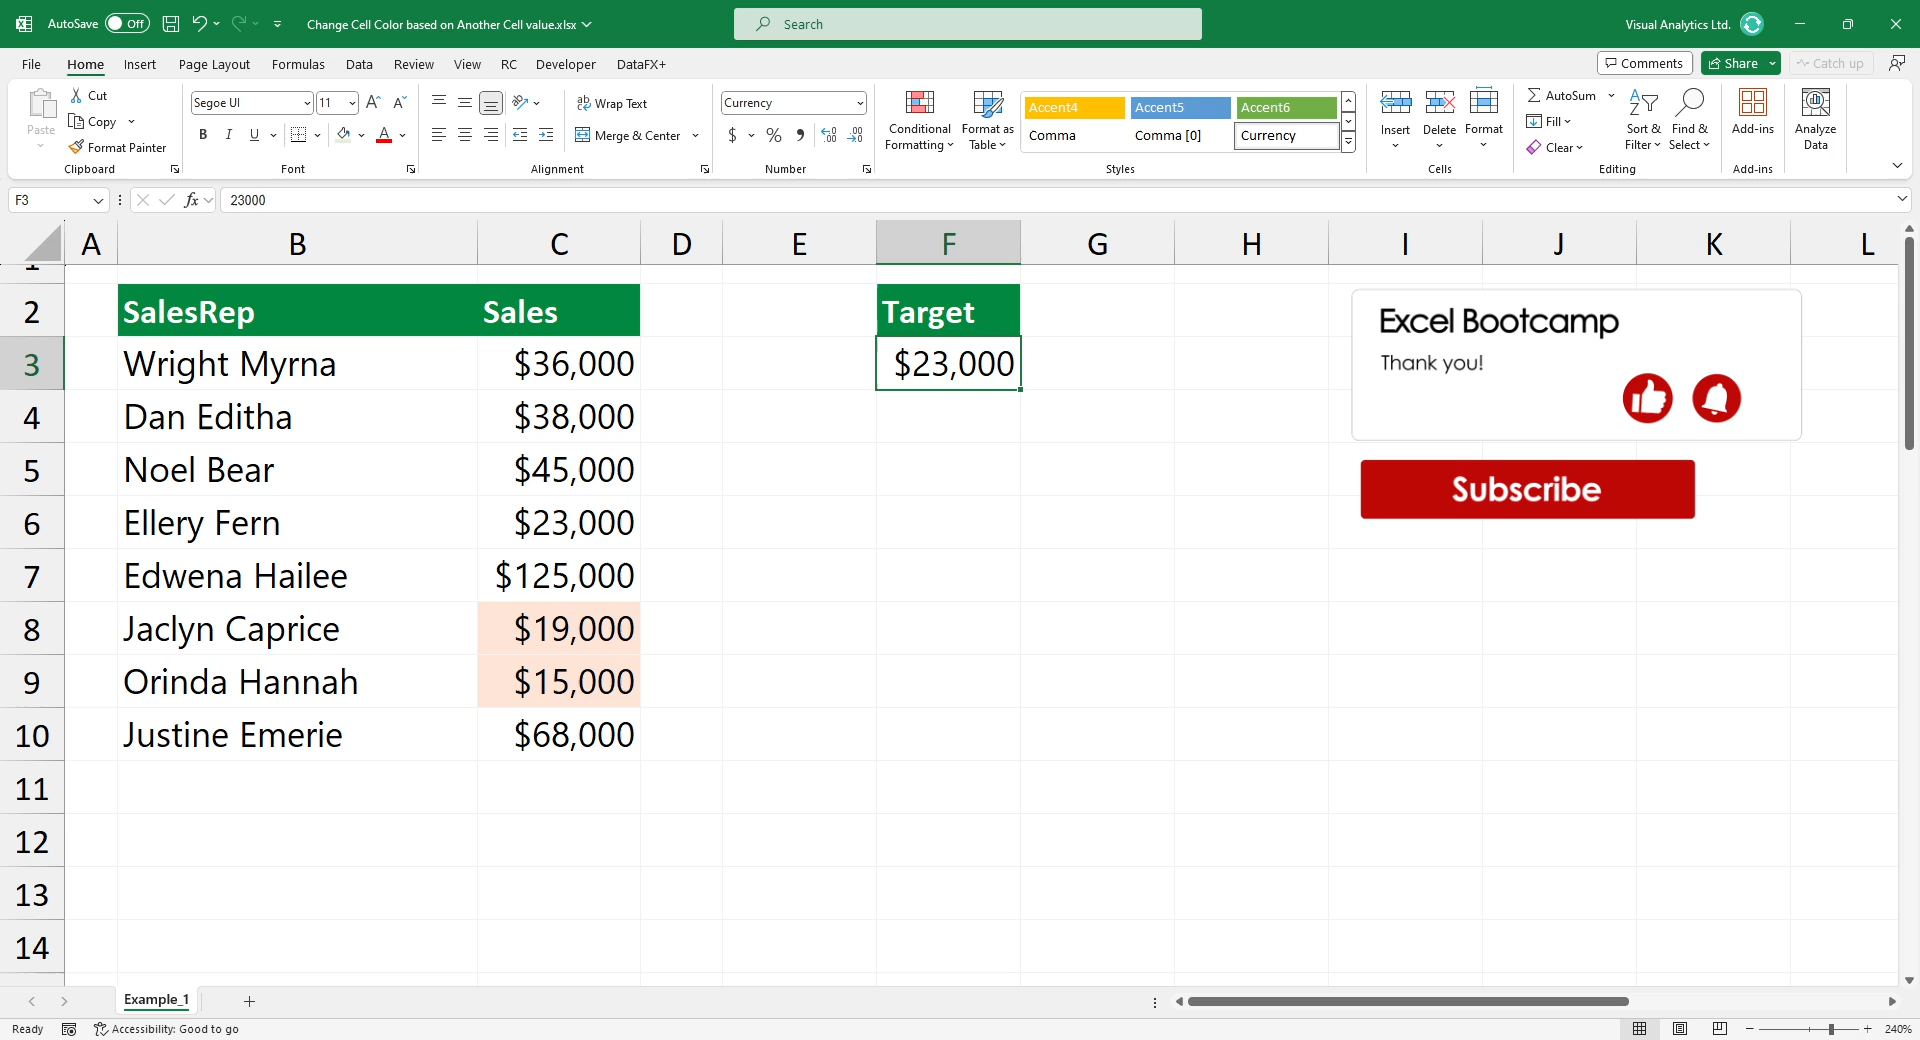 AutoSave Off Change Cell Color based on Another Cell value.xlsx Search Visual Analytics Ltd.
File Home Insert Page Layout Formulas Data Review View RC Developer DataFX+ Comments Share Catch up
Paste Cut Copy Format Painter Clipboard
Segoe UI 11 B I U A Font
ab Wrap Text Merge & Center Alignment
Currency $ % , Number
Conditional Formatting Format as Table
Accent4 Accent5 Accent6
Comma Comma [0] Currency
Styles
Insert Delete Format Cells
AutoSum Fill Clear Sort & Filter Find & Select Editing
Add-ins Add-ins
Analyze Data
F3 fx 23000
A B C D E F G H I J K L
1
2 SalesRep Sales Target
3 Wright Myrna $36,000 $23,000
4 Dan Editha $38,000
5 Noel Bear $45,000
6 Ellery Fern $23,000
7 Edwena Hailee $125,000
8 Jaclyn Caprice $19,000
9 Orinda Hannah $15,000
10 Justine Emerie $68,000
11
12
13
14
Excel Bootcamp
Thank you!
Subscribe
Example_1
Ready Accessibility: Good to go 240%